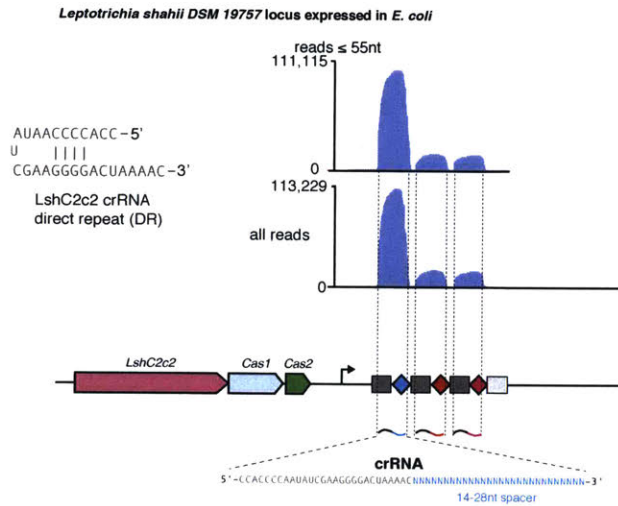 Leptotrichia shahii DSM 19757 locus expressed in E. coli
reads ≤ 55nt
111,115
0
AUAACCCCACC-5'
U ||||
CGAAGGGGACUAAAAC-3'
LshC2c2 crRNA
direct repeat (DR)
113,229
all reads
0
LshC2c2 Cas1 Cas2
crRNA
5'-CCACCCCAAUAUCGAAGGGGACUAAAACNNNNNNNNNNNNNNNNNNNNNNNNNNNN-3'
14-28nt spacer